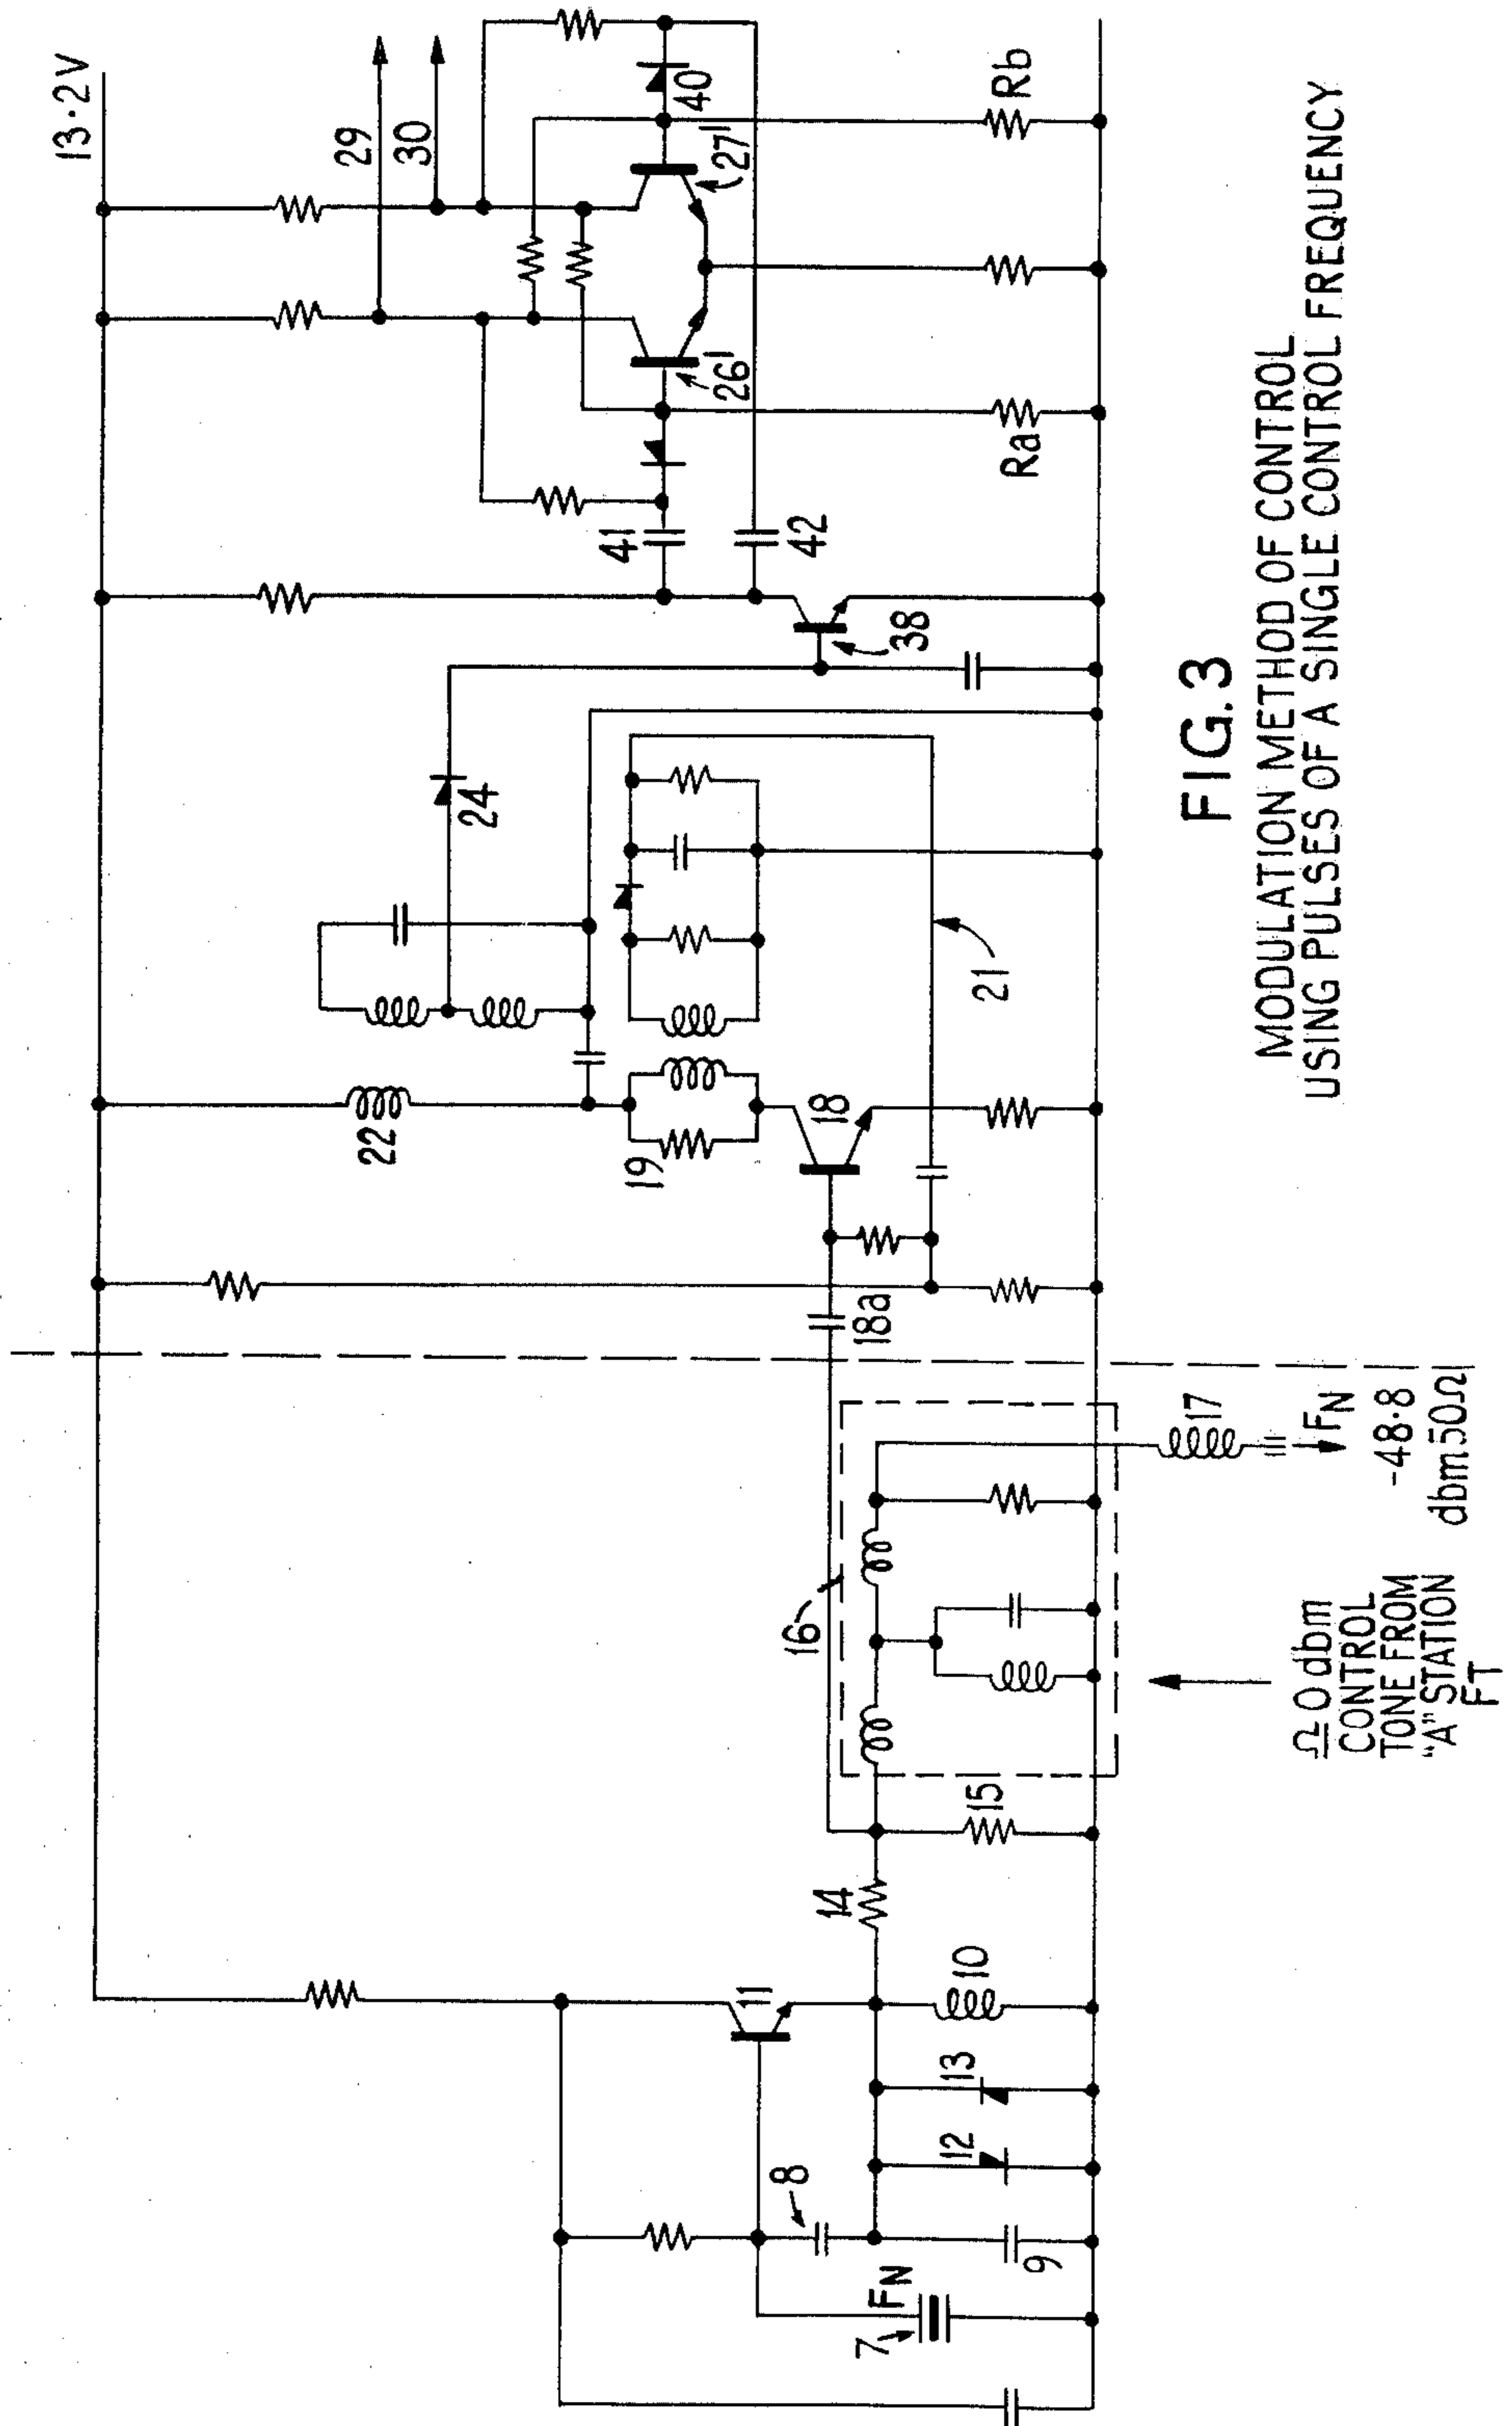 13·2V
29
30
40
27'
26'
Rb
Ra
41
42
38
24
21
22
19
18
18a
16
17
FN
-48·8
dbm50Ω
Ω 0 dbm
CONTROL
TONE FROM
"A" STATION
FT
15
14
11
10
13
12
8
9
FN
7
FIG.3
MODULATION METHOD OF CONTROL
USING PULSES OF A SINGLE CONTROL FREQUENCY